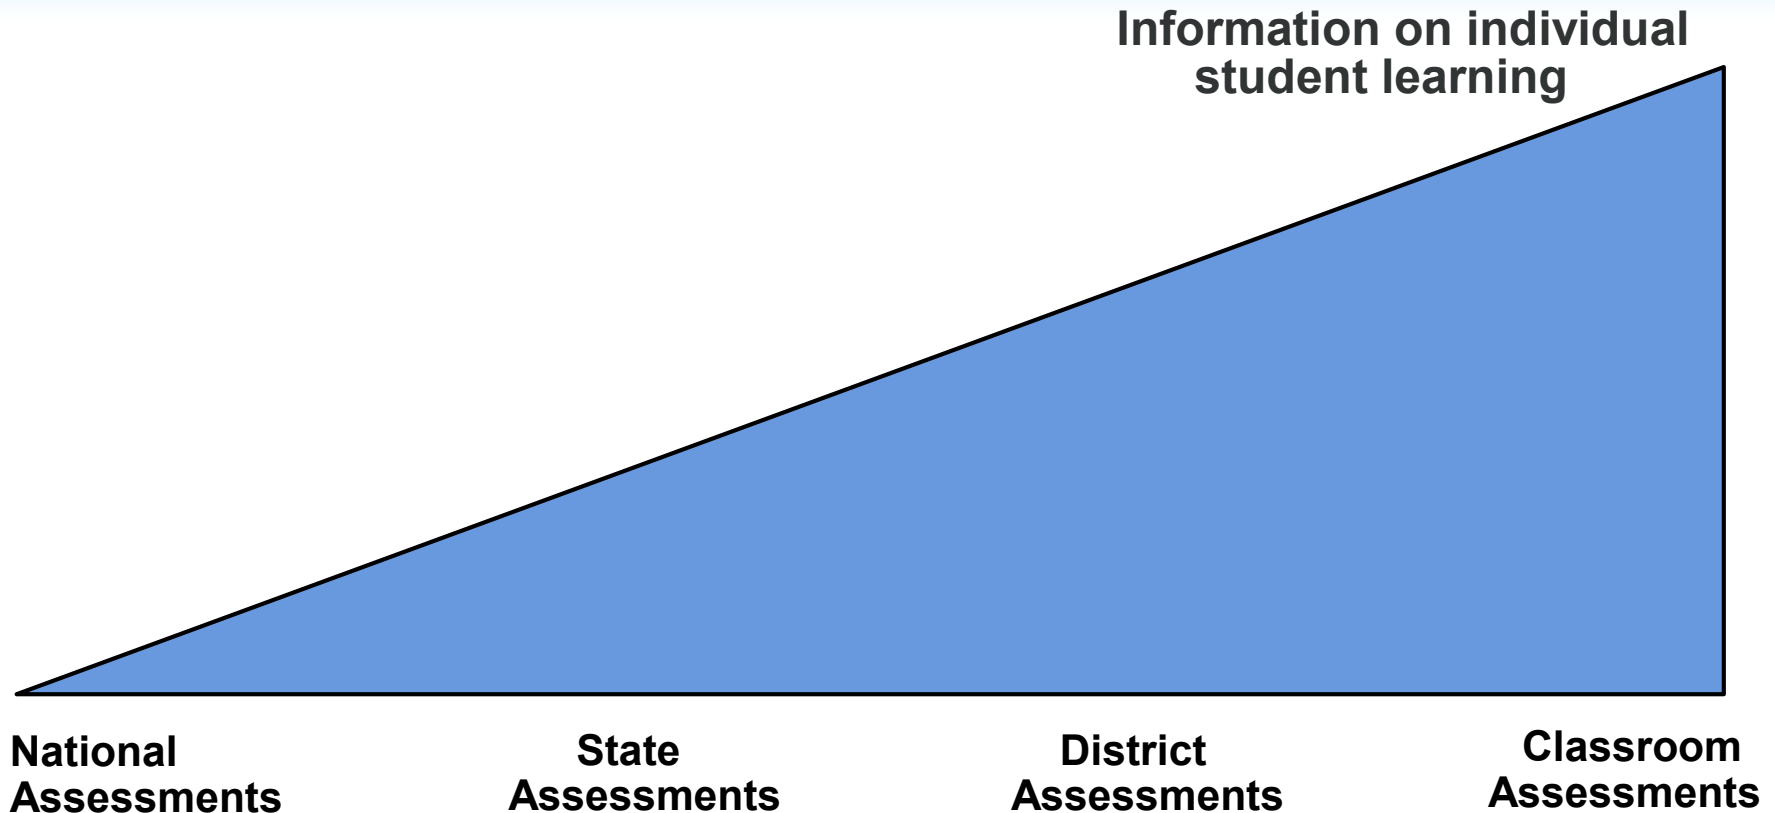 Information on individual
student learning
National
Assessments
State
Assessments
District
Assessments
Classroom
Assessments